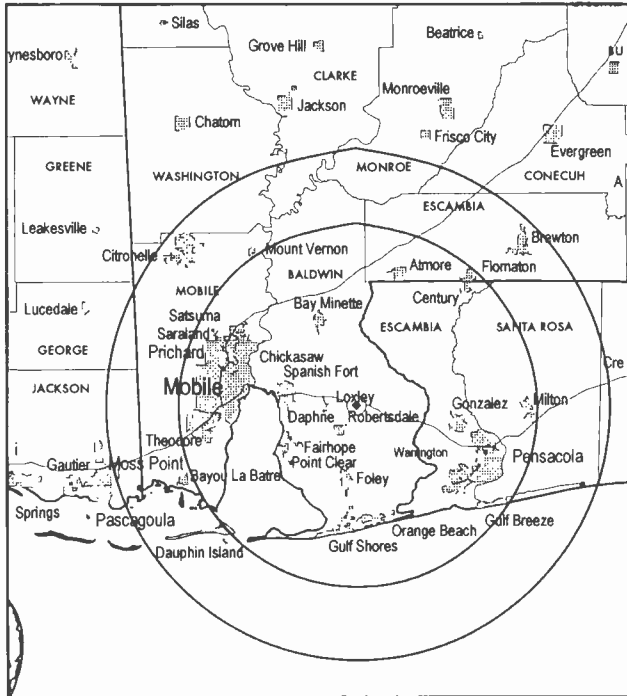 Silas
Beatrice
Grove Hill
ynesboro
BU
CLARKE
WAYNE
Jackson
Monroeville
Chatom
Frisco City
Evergreen
GREENE
WASHINGTON
MONROE
CONECUH
A
ESCAMBIA
Leakesville
Brewton
Citronelle
Mount Vernon
BALDWIN
Atmore
Flomaton
MOBILE
Century
Lucedale
Satsuma
Bay Minette
ESCAMBIA
SANTA ROSA
Saraland
GEORGE
Prichard
Chickasaw
Cre
JACKSON
Mobile
Spanish Fort
Loxley
Milton
Daphne
Robertsdale
Gonzalez
Theodore
Fairhope
Warrington
Pensacola
i
Gautier
Moss Point
Point Clear
Bayou La Batre
Foley
Springs
Pascagoula
Orange Beach
Gulf Breeze
Dauphin Island
Gulf Shores